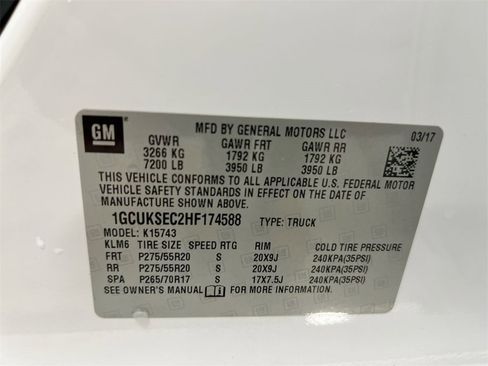 GM
MFD BY GENERAL MOTORS LLC
03/17
GVWR GAWR FRT GAWR RR
3266 KG 1792 KG 1792 KG
7200 LB 3950 LB 3950 LB
THIS VEHICLE CONFORMS TO ALL APPLICABLE U.S. FEDERAL MOTOR
VEHICLE SAFETY STANDARDS IN EFFECT ON THE DATE OF
MANUFACTURE SHOWN ABOVE.
1GCUKSEC2HF174588 TYPE: TRUCK
MODEL: K15743
KLM6 TIRE SIZE SPEED RTG RIM COLD TIRE PRESSURE
FRT P275/55R20 S 20X9J 240KPA(35PSI)
RR P275/55R20 S 20X9J 240KPA(35PSI)
SPA P265/70R17 S 17X7.5J 240KPA(35PSI)
SEE OWNER'S MANUAL FOR MORE INFORMATION.